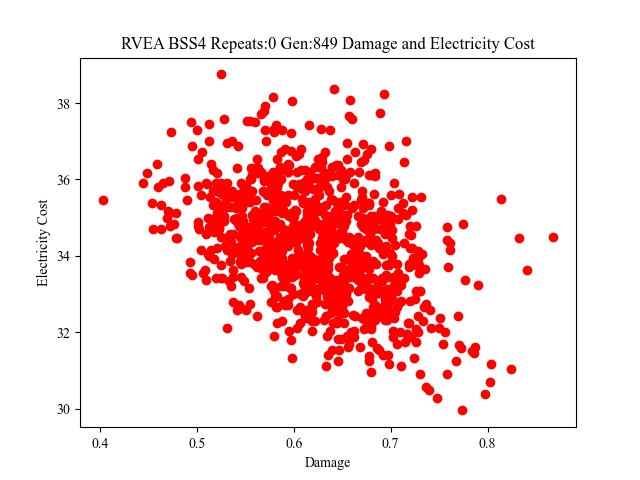 RVEA BSS4 Repeats:0 Gen:849 Damage and Electricity Cost
38
36
34
32
30
Electricity Cost
0.4 0.5 0.6 0.7 0.8
Damage